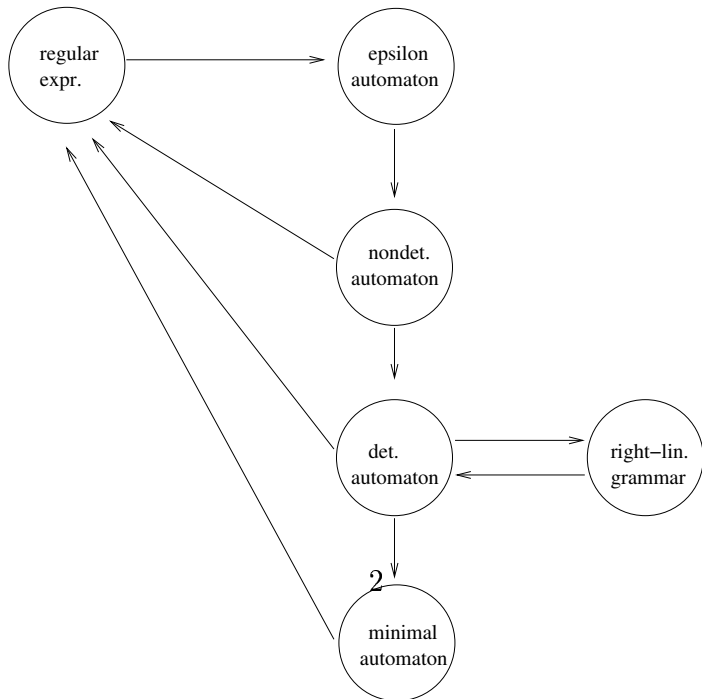 regular
expr.
epsilon
automaton
nondet.
automaton
det.
automaton
right-lin.
grammar
2
minimal
automaton